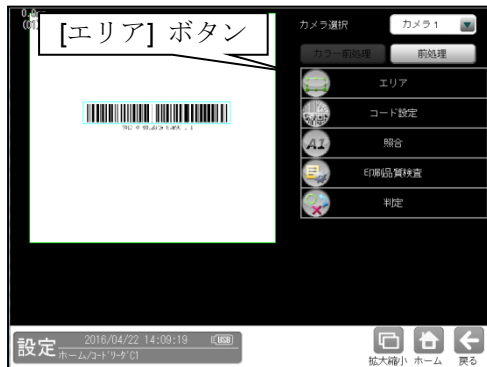 [エリア] ボタン
カメラ選択
カメラ 1
カラー前処理
前処理
エリア
コード設定
照合
印刷品質検査
判定
設定
2016/04/22 14:09:19
USB
ホーム/コードリーダC1
拡大縮小
ホーム
戻る